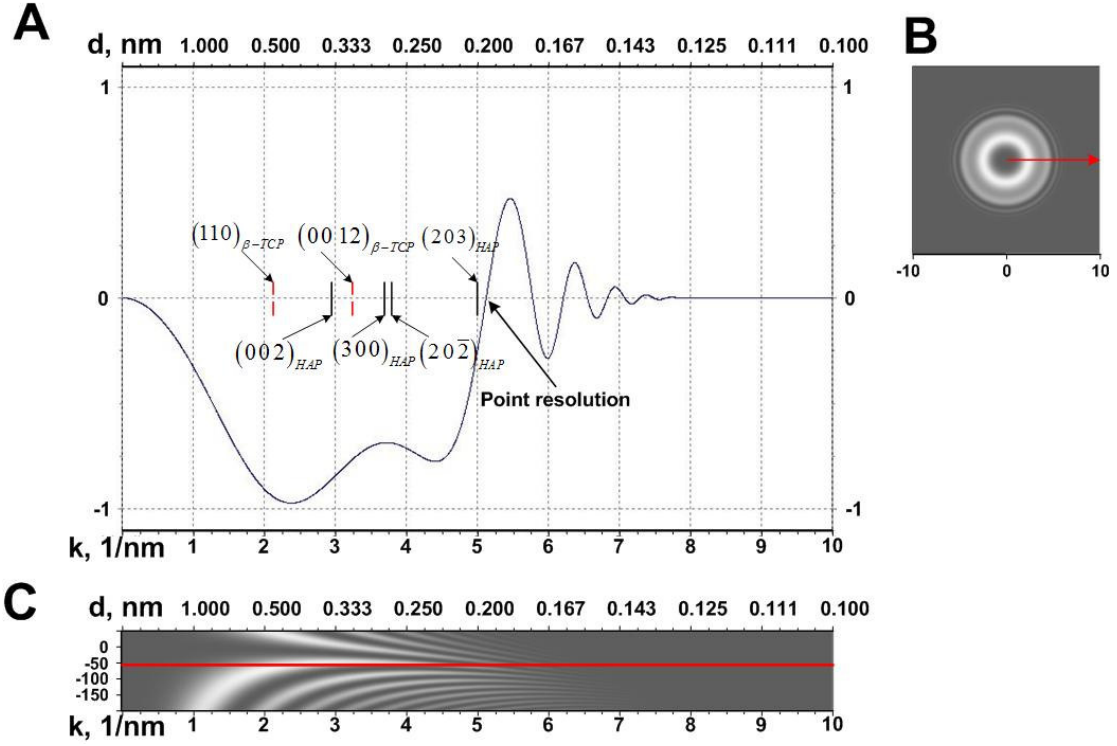 A
d, nm 1.000 0.500 0.333 0.250 0.200 0.167 0.143 0.125 0.111 0.100
1 1
(110)β−TCP (00 12)β−TCP (203)HAP
0 0
(002)HAP (300)HAP (202̅)HAP
Point resolution
-1 -1
k, 1/nm 1 2 3 4 5 6 7 8 9 10
B
-10 0 10
C
d, nm 1.000 0.500 0.333 0.250 0.200 0.167 0.143 0.125 0.111 0.100
0
-50
-100
-150
k, 1/nm 1 2 3 4 5 6 7 8 9 10